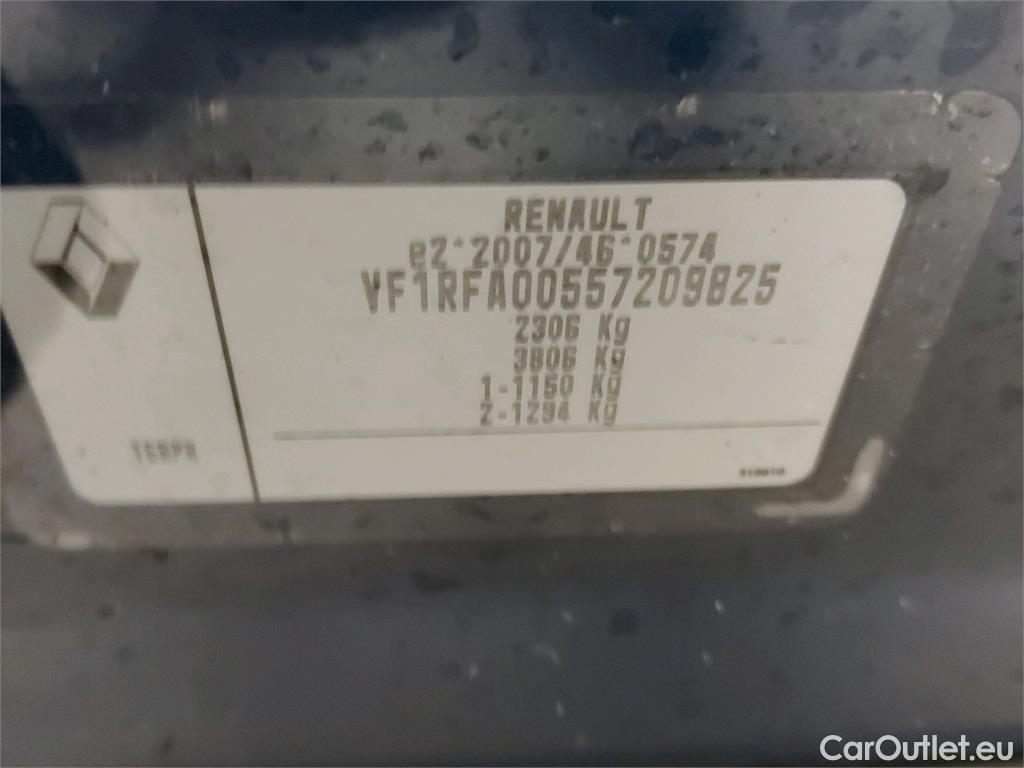 RENAULT
e2*2007/46*0574
VF1RFA00557209825
2306 Kg
3806 Kg
1-1150 Kg
2-1294 Kg
CarOutlet.eu